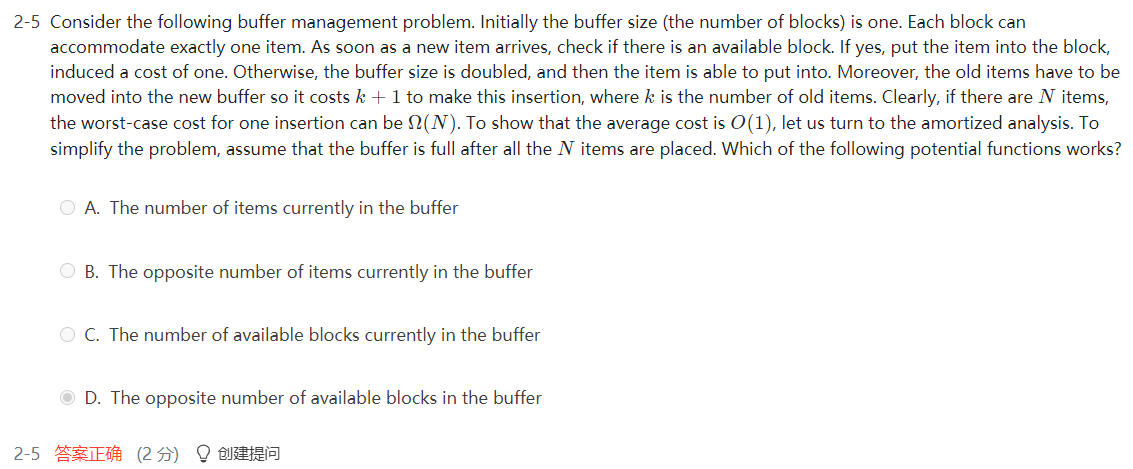 2-5 Consider the following buffer management problem. Initially the buffer size (the number of blocks) is one. Each block can
accommodate exactly one item. As soon as a new item arrives, check if there is an available block. If yes, put the item into the block,
induced a cost of one. Otherwise, the buffer size is doubled, and then the item is able to put into. Moreover, the old items have to be
moved into the new buffer so it costs k + 1 to make this insertion, where k is the number of old items. Clearly, if there are N items,
the worst-case cost for one insertion can be Ω(N). To show that the average cost is O(1), let us turn to the amortized analysis. To
simplify the problem, assume that the buffer is full after all the N items are placed. Which of the following potential functions works?
A. The number of items currently in the buffer
B. The opposite number of items currently in the buffer
C. The number of available blocks currently in the buffer
D. The opposite number of available blocks in the buffer
2-5 答案正确 (2 分) 创建提问